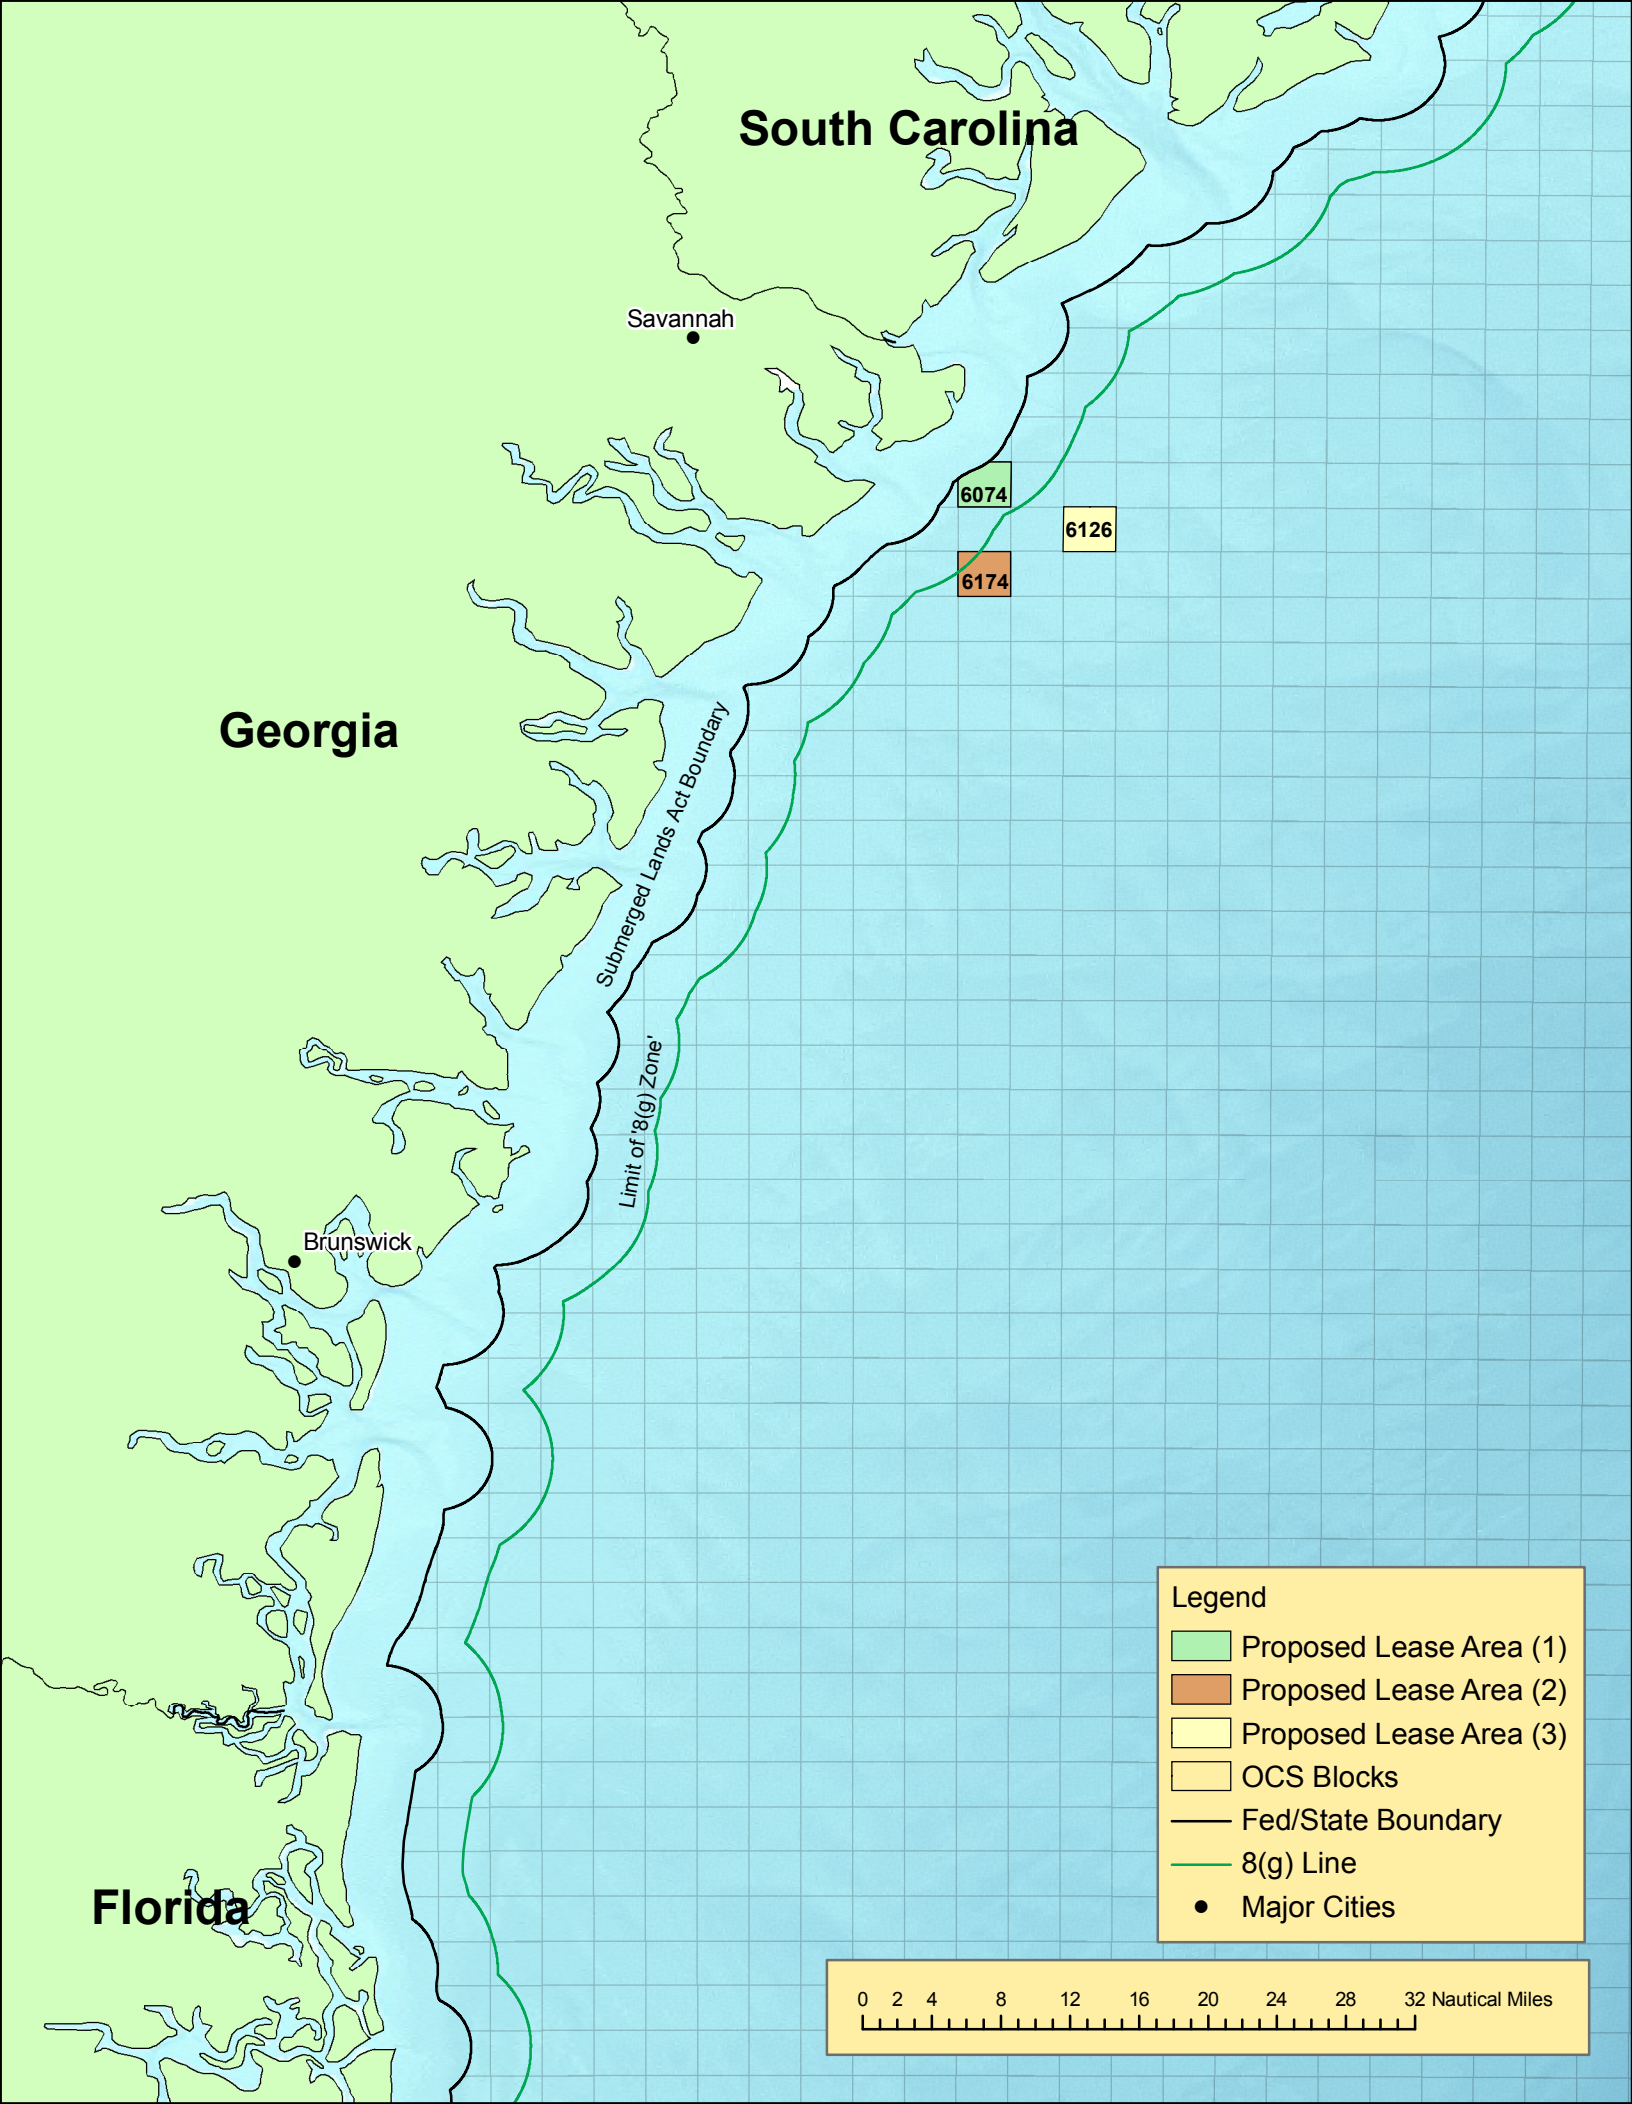 South Carolina
Savannah
6074
6126
6174
Georgia
Submerged Lands Act Boundary
Limit of '8(g) Zone'
Brunswick
Florida
Legend
Proposed Lease Area (1)
Proposed Lease Area (2)
Proposed Lease Area (3)
OCS Blocks
Fed/State Boundary
8(g) Line
Major Cities
0 2 4 8 12 16 20 24 28 32 Nautical Miles